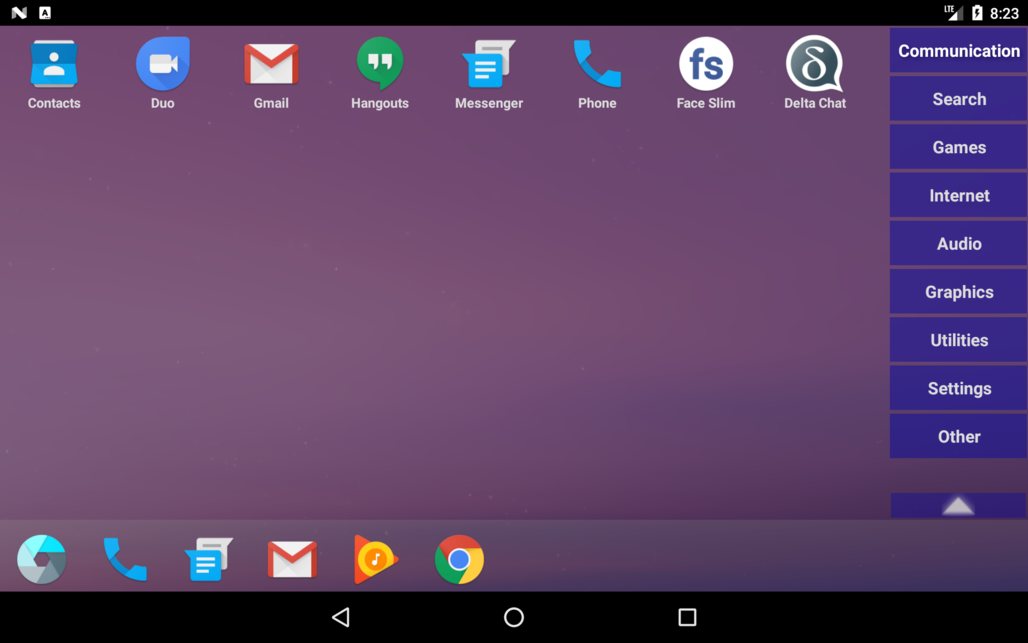 LTE 8:23
Contacts
Duo
Gmail
Hangouts
Messenger
Phone
fs
Face Slim
δ
Delta Chat
Communication
Search
Games
Internet
Audio
Graphics
Utilities
Settings
Other